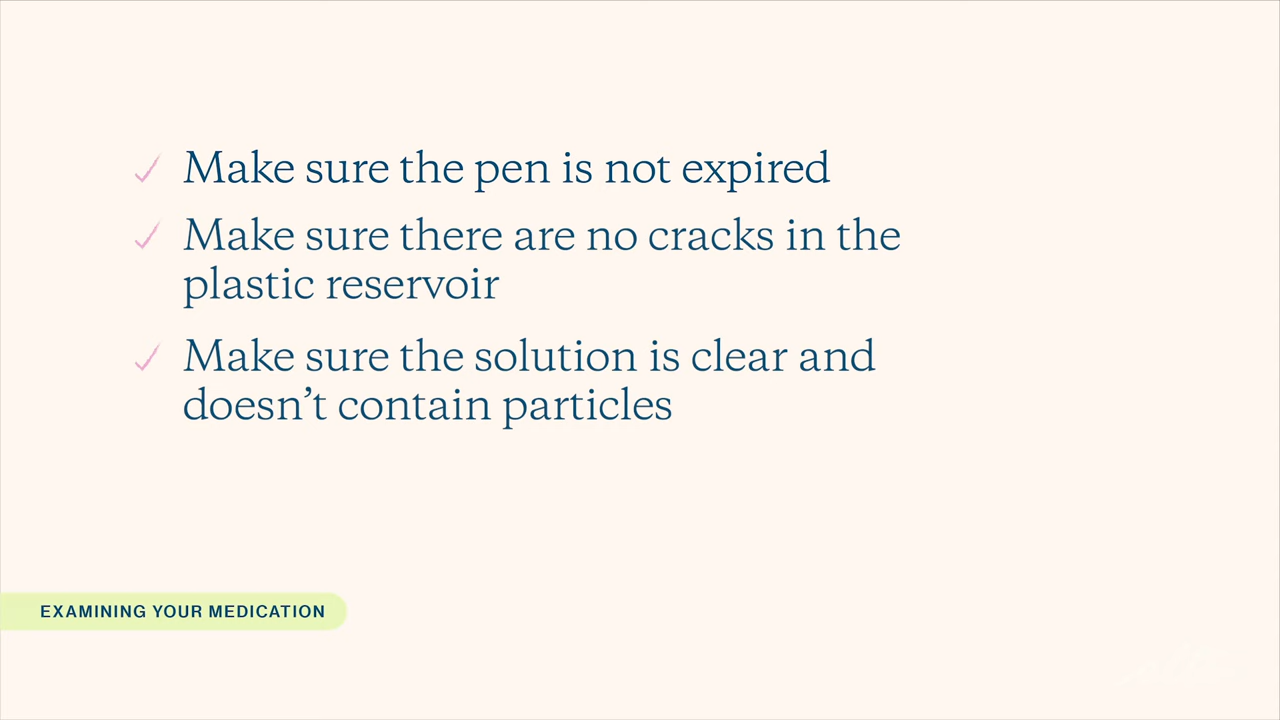 Make sure the pen is not expired
Make sure there are no cracks in the
plastic reservoir
Make sure the solution is clear and
doesn’t contain particles
EXAMINING YOUR MEDICATION